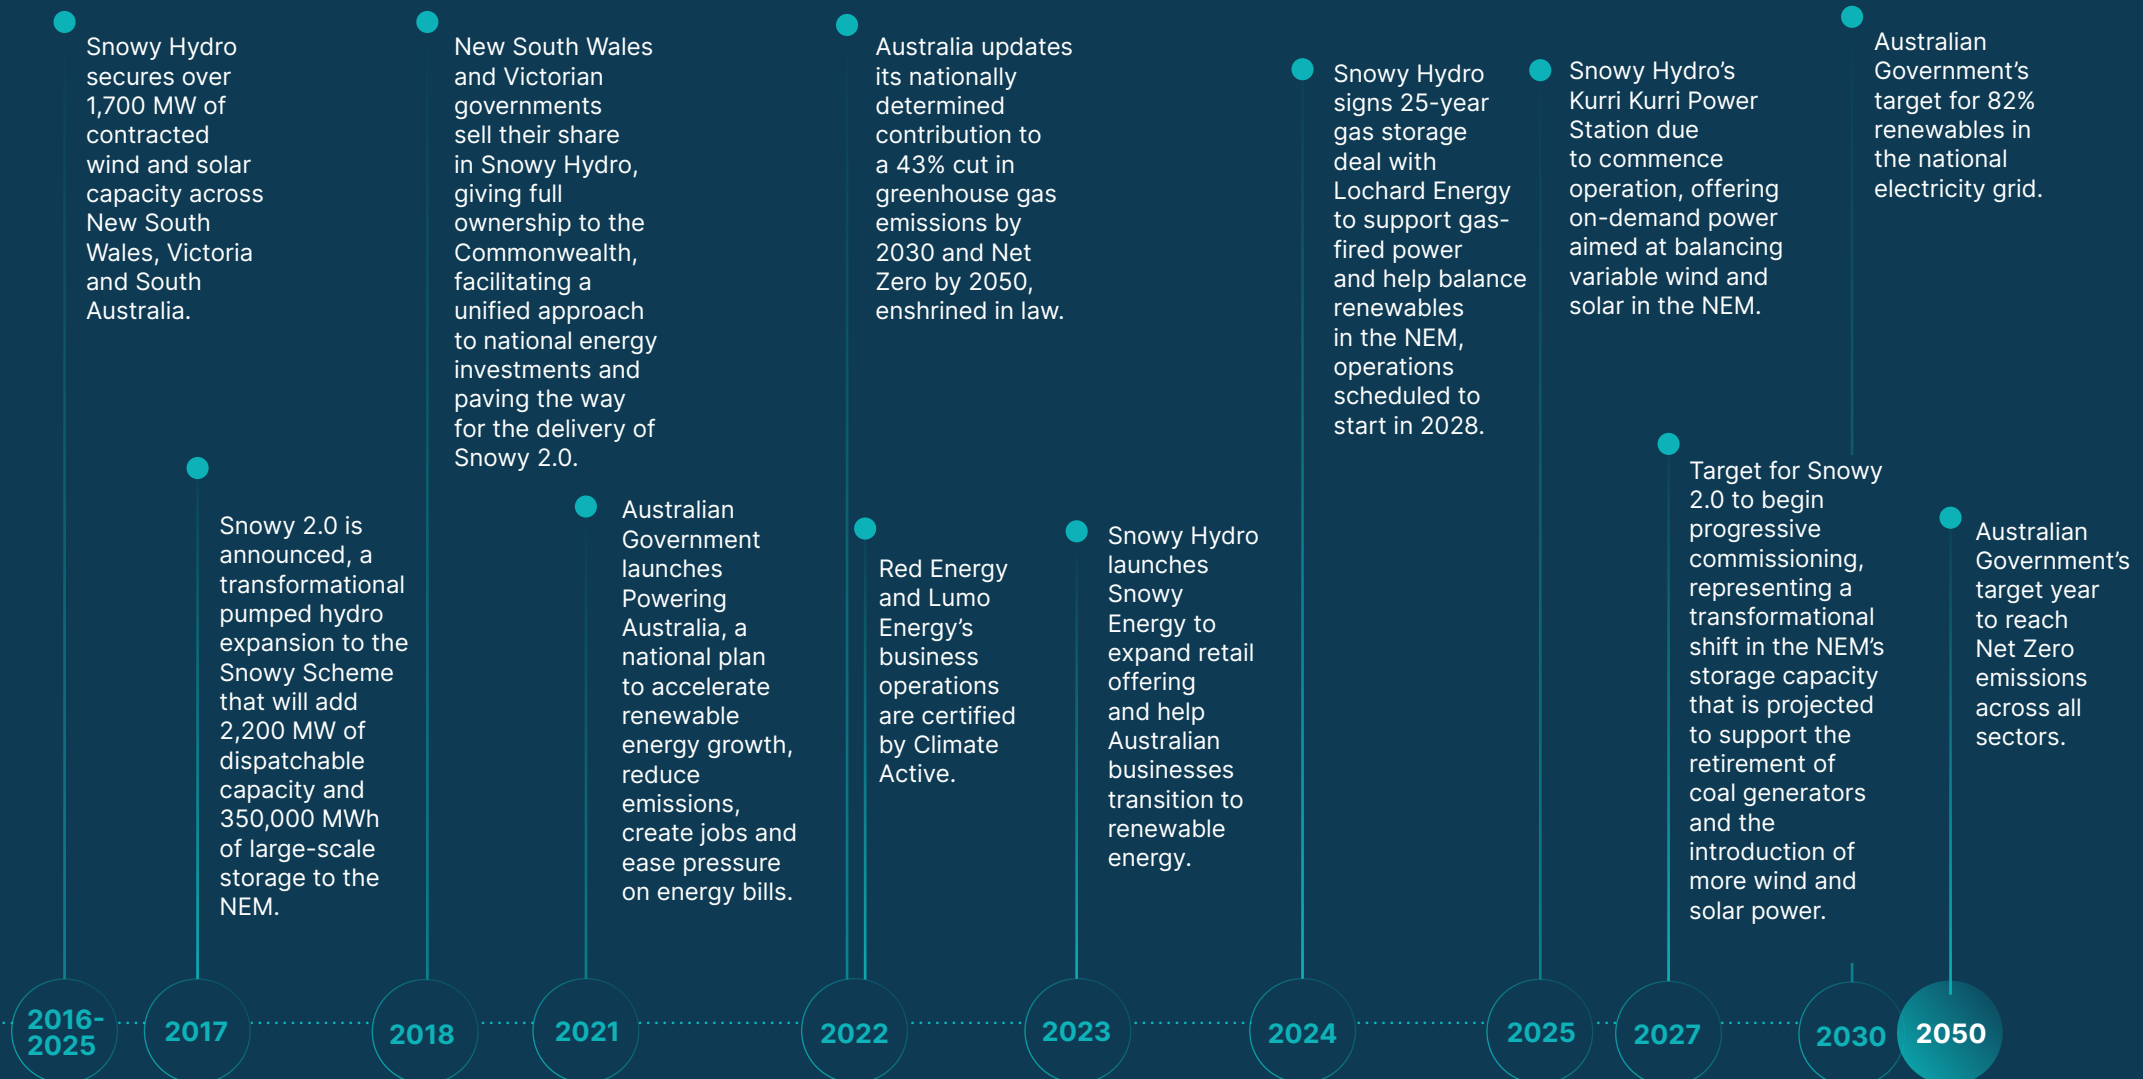 Snowy Hydro
secures over
1,700 MW of
contracted
wind and solar
capacity across
New South
Wales, Victoria
and South
Australia.
Snowy 2.0 is
announced, a
transformational
pumped hydro
expansion to the
Snowy Scheme
that will add
2,200 MW of
dispatchable
capacity and
350,000 MWh
of large-scale
storage to the
NEM.
New South Wales
and Victorian
governments
sell their share
in Snowy Hydro,
giving full
ownership to the
Commonwealth,
facilitating a
unified approach
to national energy
investments and
paving the way
for the delivery of
Snowy 2.0.
Australian
Government
launches
Powering
Australia, a
national plan
to accelerate
renewable
energy growth,
reduce
emissions,
create jobs and
ease pressure
on energy bills.
Australia updates
its nationally
determined
contribution to
a 43% cut in
greenhouse gas
emissions by
2030 and Net
Zero by 2050,
enshrined in law.
Red Energy
and Lumo
Energy’s
business
operations
are certified
by Climate
Active.
Snowy Hydro
launches
Snowy
Energy to
expand retail
offering
and help
Australian
businesses
transition to
renewable
energy.
Snowy Hydro
signs 25-year
gas storage
deal with
Lochard Energy
to support gas-
fired power
and help balance
renewables
in the NEM,
operations
scheduled to
start in 2028.
Snowy Hydro’s
Kurri Kurri Power
Station due
to commence
operation, offering
on-demand power
aimed at balancing
variable wind and
solar in the NEM.
Target for Snowy
2.0 to begin
progressive
commissioning,
representing a
transformational
shift in the NEM’s
storage capacity
that is projected
to support the
retirement of
coal generators
and the
introduction of
more wind and
solar power.
Australian
Government’s
target for 82%
renewables in
the national
electricity grid.
Australian
Government’s
target year
to reach
Net Zero
emissions
across all
sectors.
2016-
2025
2017
2018
2021
2022
2023
2024
2025
2027
2030
2050